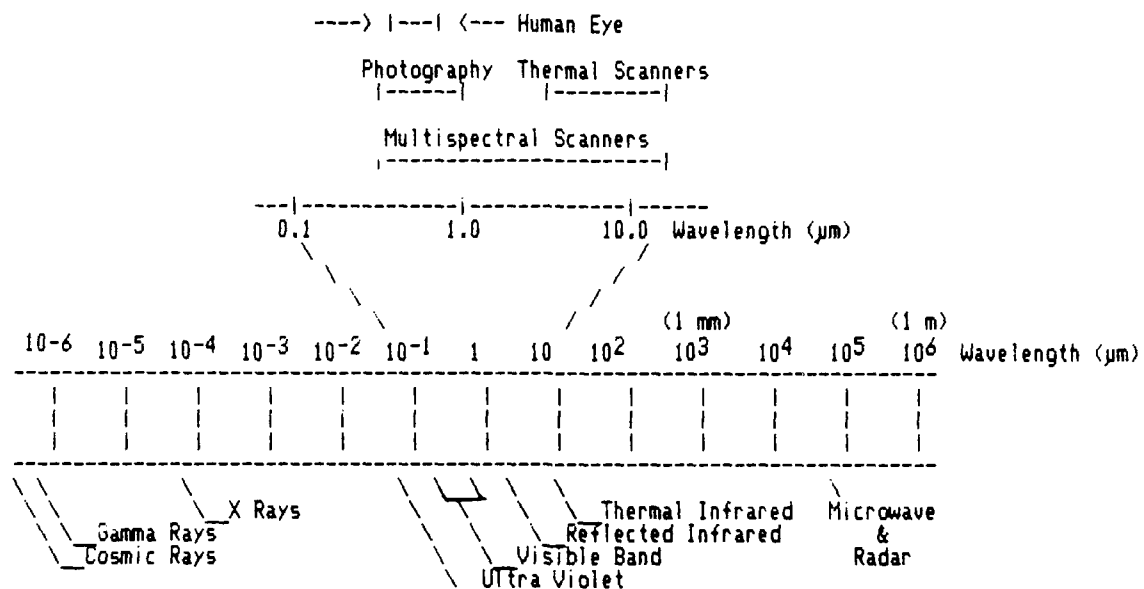 ----> |---| <--- Human Eye
Photography Thermal Scanners
Multispectral Scanners
0.1 1.0 10.0 Wavelength (µm)
(1 mm) (1 m)
10-6 10-5 10-4 10-3 10-2 10-1 1 10 10² 10³ 10⁴ 10⁵ 10⁶ Wavelength (µm)
X Rays Thermal Infrared Microwave
Gamma Rays Reflected Infrared &
Cosmic Rays Visible Band Radar
Ultra Violet